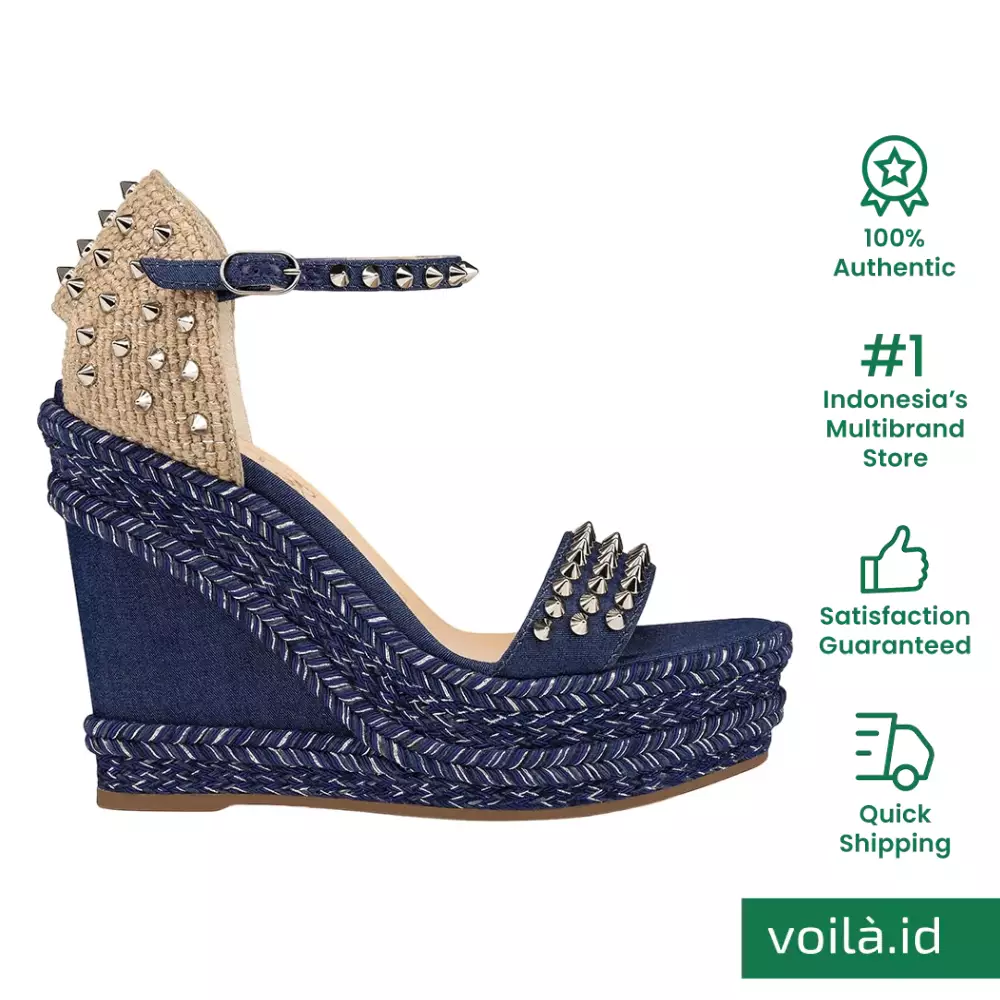 100%
Authentic
#1
Indonesia's
Multibrand
Store
Satisfaction
Guaranteed
Quick
Shipping
voilà.id